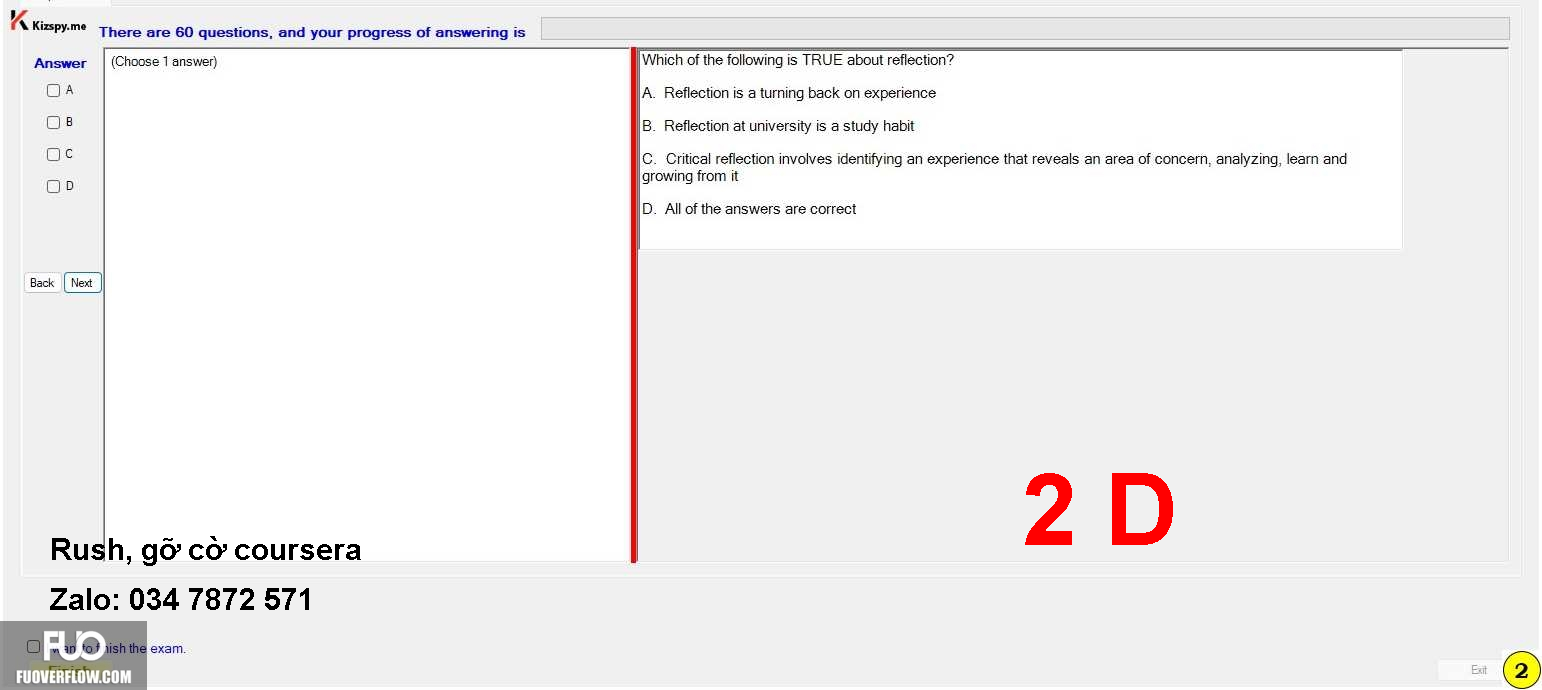 Kizspy.me
There are 60 questions, and your progress of answering is
Answer
(Choose 1 answer)
A
B
C
D
Back Next
Which of the following is TRUE about reflection?
A. Reflection is a turning back on experience
B. Reflection at university is a study habit
C. Critical reflection involves identifying an experience that reveals an area of concern, analyzing, learn and
growing from it
D. All of the answers are correct
2 D
Rush, gỡ cờ coursera
Zalo: 034 7872 571
FUO
FUOVERFLOW.COM
the exam.
Exit
2